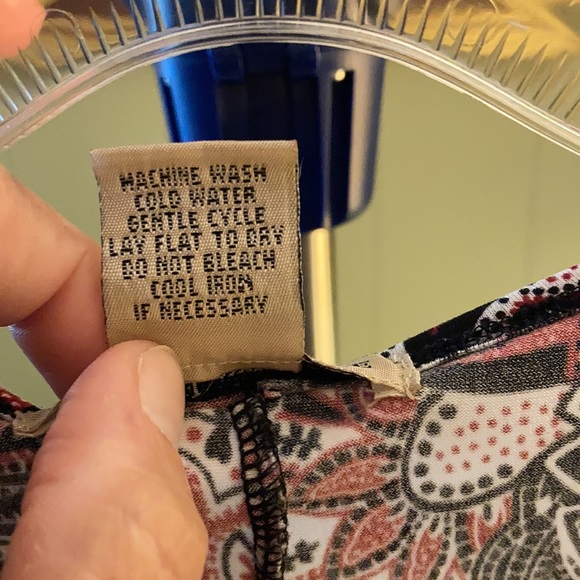 MACHINE WASH
COLD WATER
GENTLE CYCLE
LAY FLAT TO DRY
DO NOT BLEACH
COOL IRON
IF NECESSARY